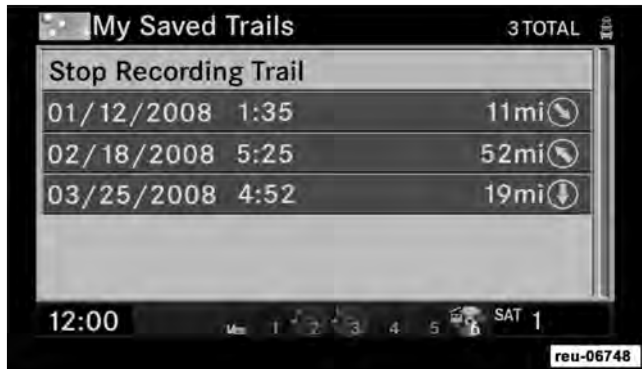 My Saved Trails 3 TOTAL
Stop Recording Trail
01/12/2008 1:35 11mi
02/18/2008 5:25 52mi
03/25/2008 4:52 19mi
12:00 1 2 3 4 5 6 SAT 1
reu-06748